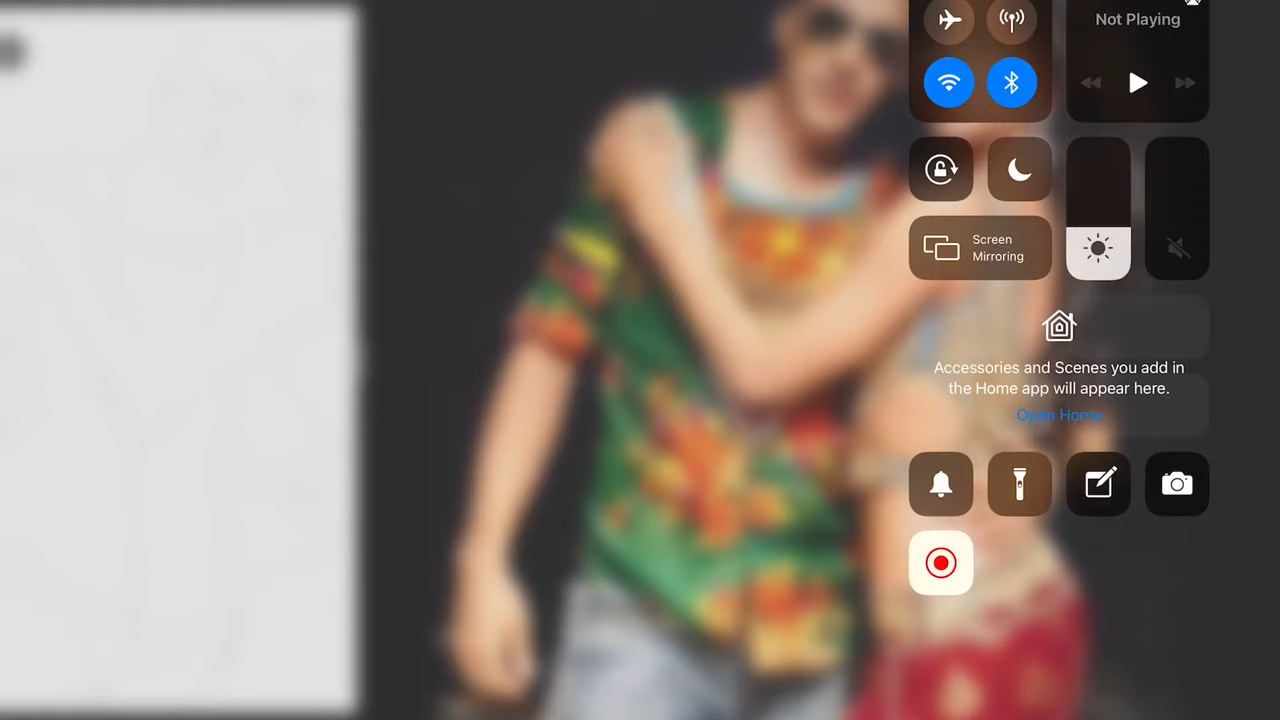 Not Playing
Screen
Mirroring
Accessories and Scenes you add in
the Home app will appear here.
Open Home